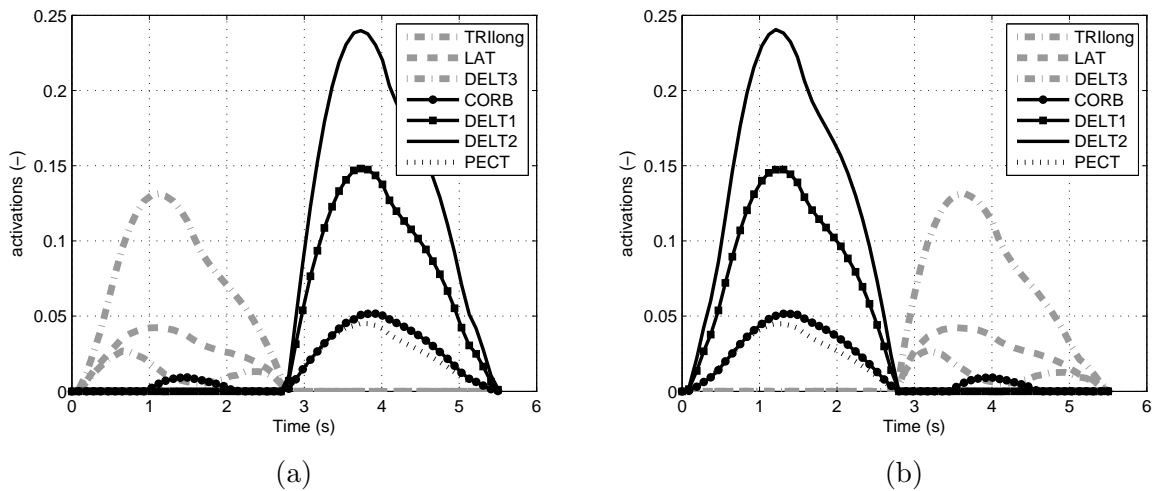 0.25
0.2
0.15
0.1
0.05
0
activations (−)
TRIlong
LAT
DELT3
CORB
DELT1
DELT2
PECT
0 1 2 3 4 5 6
Time (s)
(a)
0.25
0.2
0.15
0.1
0.05
0
activations (−)
TRIlong
LAT
DELT3
CORB
DELT1
DELT2
PECT
0 1 2 3 4 5 6
Time (s)
(b)